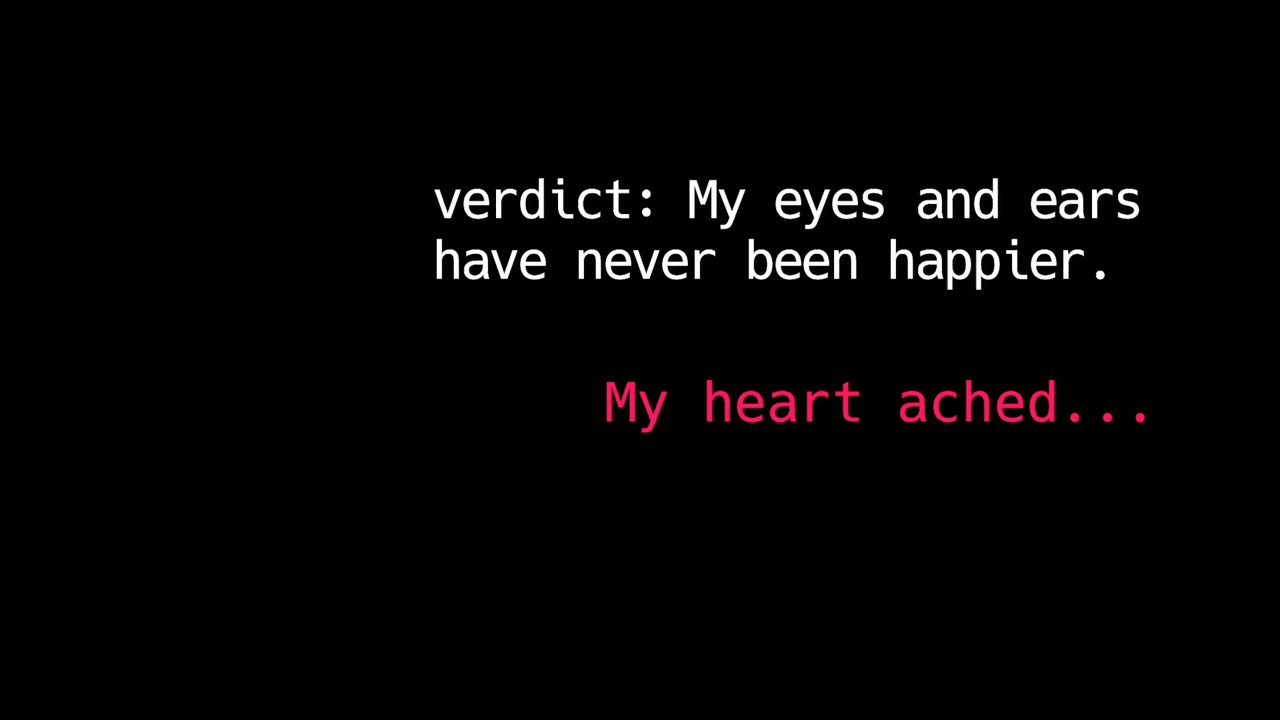 verdict: My eyes and ears
have never been happier.
My heart ached...